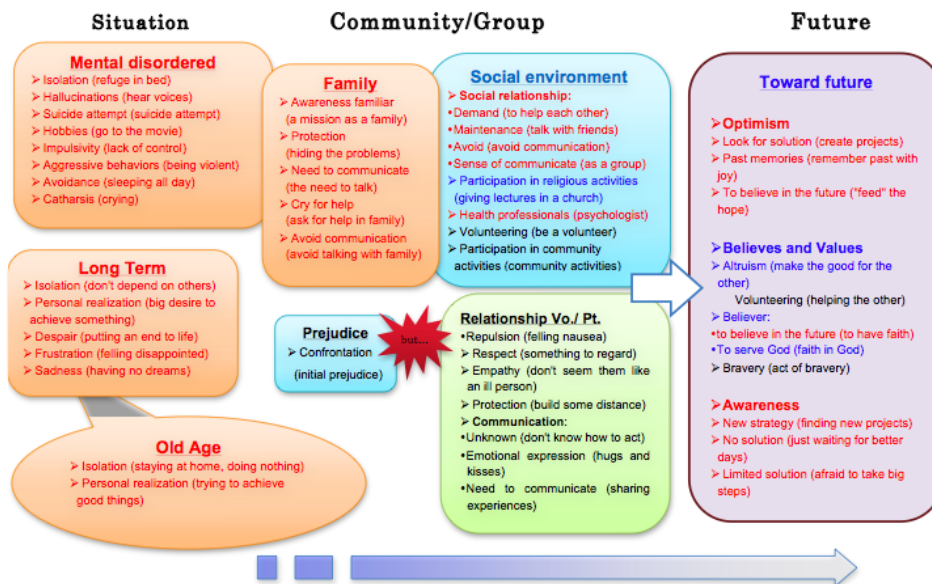 Situation
Community/Group
Future
Mental disordered
➤ Isolation (refuge in bed)
➤ Hallucinations (hear voices)
➤ Suicide attempt (suicide attempt)
➤ Hobbies (go to the movie)
➤ Impulsivity (lack of control)
➤ Aggressive behaviors (being violent)
➤ Avoidance (sleeping all day)
➤ Catharsis (crying)
Long Term
➤ Isolation (don't depend on others)
➤ Personal realization (big desire to
achieve something)
➤ Despair (putting an end to life)
➤ Frustration (felling disappointed)
➤ Sadness (having no dreams)
Old Age
➤ Isolation (staying at home, doing nothing)
➤ Personal realization (trying to achieve
good things)
Family
➤ Awareness familiar
(a mission as a family)
➤ Protection
(hiding the problems)
➤ Need to communicate
(the need to talk)
➤ Cry for help
(ask for help in family)
➤ Avoid communication
(avoid talking with family)
Social environment
➤ Social relationship:
•Demand (to help each other)
•Maintenance (talk with friends)
•Avoid (avoid communication)
•Sense of communicate (as a group)
➤ Participation in religious activities
(giving lectures in a church)
➤ Health professionals (psychologist)
➤ Volunteering (be a volunteer)
➤ Participation in community
activities (community activities)
Prejudice
➤ Confrontation
(initial prejudice)
but...
Relationship Vo./ Pt.
•Repulsion (felling nausea)
➤ Respect (something to regard)
➤ Empathy (don't seem them like
an ill person)
➤ Protection (build some distance)
➤ Communication:
•Unknown (don't know how to act)
•Emotional expression (hugs and
kisses)
•Need to communicate (sharing
experiences)
Toward future
➤ Optimism
➤ Look for solution (create projects)
➤ Past memories (remember past with
joy)
➤ To believe in the future ("feed" the
hope)
➤ Believes and Values
➤ Altruism (make the good for the
other)
Volunteering (helping the other)
➤ Believer:
•to believe in the future (to have faith)
•To serve God (faith in God)
➤ Bravery (act of bravery)
➤ Awareness
➤ New strategy (finding new projects)
➤ No solution (just waiting for better
days)
➤ Limited solution (afraid to take big
steps)